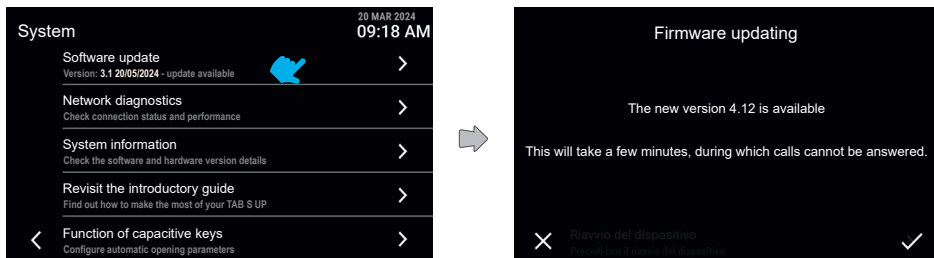 System
20 MAR 2024
09:18 AM
Software update
Version: 3.1 20/05/2024 - update available
Network diagnostics
Check connection status and performance
System information
Check the software and hardware version details
Revisit the introductory guide
Find out how to make the most of your TAB S UP
Function of capacitive keys
Configure automatic opening parameters
Firmware updating
The new version 4.12 is available
This will take a few minutes, during which calls cannot be answered.
Riavvio del dispositivo
Procedi con il riavvio del dispositivo